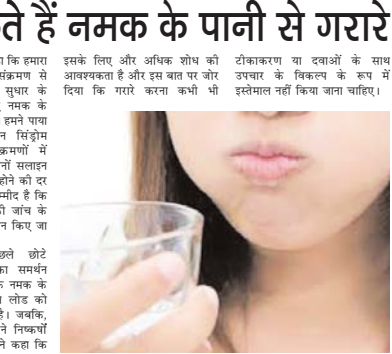 ते हैं नमक के पानी से गरारे
कि हमारा
संक्रमण से
सुधार के
नमक के
हमने पाया
सिंड्रोम
क्रमणों में
नों सलाइन
होने की दर
म्मीद है कि
जांच के
न किए जा
छले छोटे
का समर्थन
नमक के
लोड को
है। जबकि,
ने निष्कर्षों
ने कहा कि
इसके लिए और अधिक शोध की
आवश्यकता है और इस बात पर जोर
दिया कि गरारे करना कभी भी
टीकाकरण या दवाओं के साथ
उपचार के विकल्प के रूप में
इस्तेमाल नहीं किया जाना चाहिए।